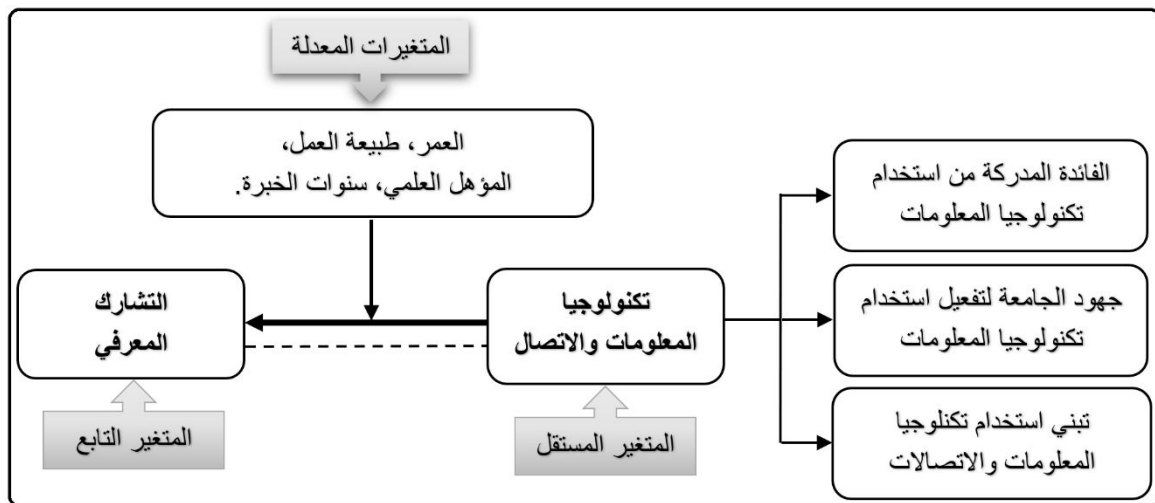 المتغيرات المعدلة
العمر، طبيعة العمل،
المؤهل العلمي، سنوات الخبرة.
الفائدة المدركة من استخدام
تكنولوجيا المعلومات
جهود الجامعة لتفعيل استخدام
تكنولوجيا المعلومات
تبني استخدام تكنلوجيا
المعلومات والاتصالات
تكنولوجيا
المعلومات والاتصال
المتغير المستقل
التشارك
المعرفي
المتغير التابع